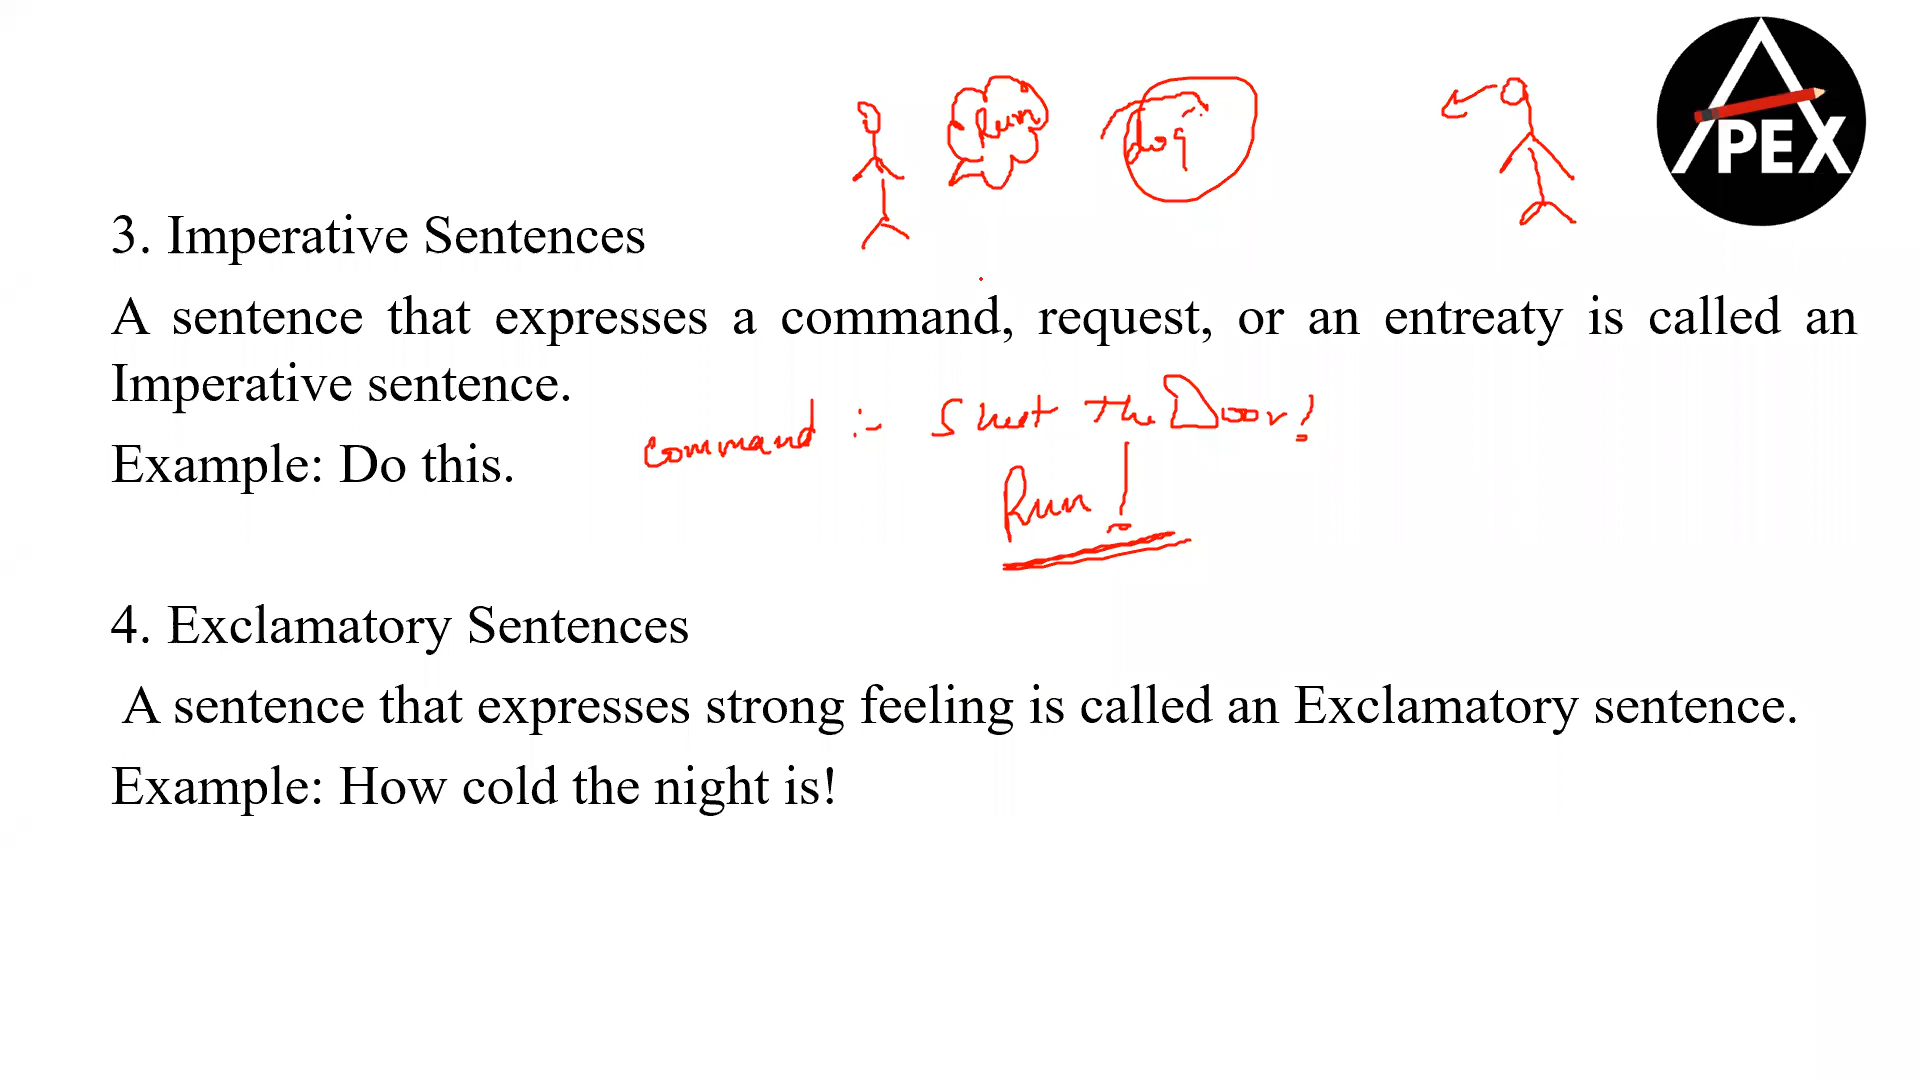 Run
dog
APEX
3. Imperative Sentences
A sentence that expresses a command, request, or an entreaty is called an
Imperative sentence.
command :- Shut the Door!
Example: Do this.
Run!
4. Exclamatory Sentences
A sentence that expresses strong feeling is called an Exclamatory sentence.
Example: How cold the night is!